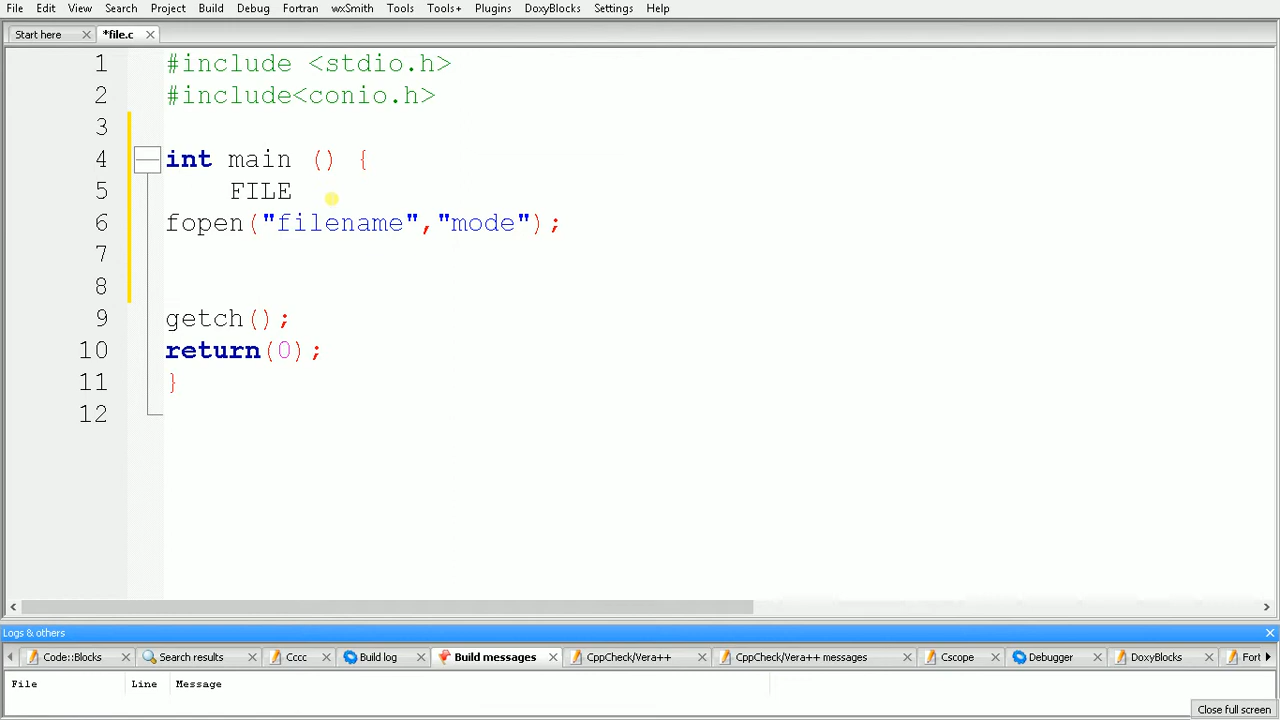 File Edit View Search Project Build Debug Fortran wxSmith Tools Tools+ Plugins DoxyBlocks Settings Help
Start here *file.c
1 #include <stdio.h>
2 #include<conio.h>
3
4 int main () {
5 FILE
6 fopen("filename","mode");
7
8
9 getch();
10 return(0);
11 }
12
Logs & others
Code::Blocks Search results Cccc Build log Build messages CppCheck/Vera++ CppCheck/Vera++ messages Cscope Debugger DoxyBlocks Fort
File Line Message
Close full screen